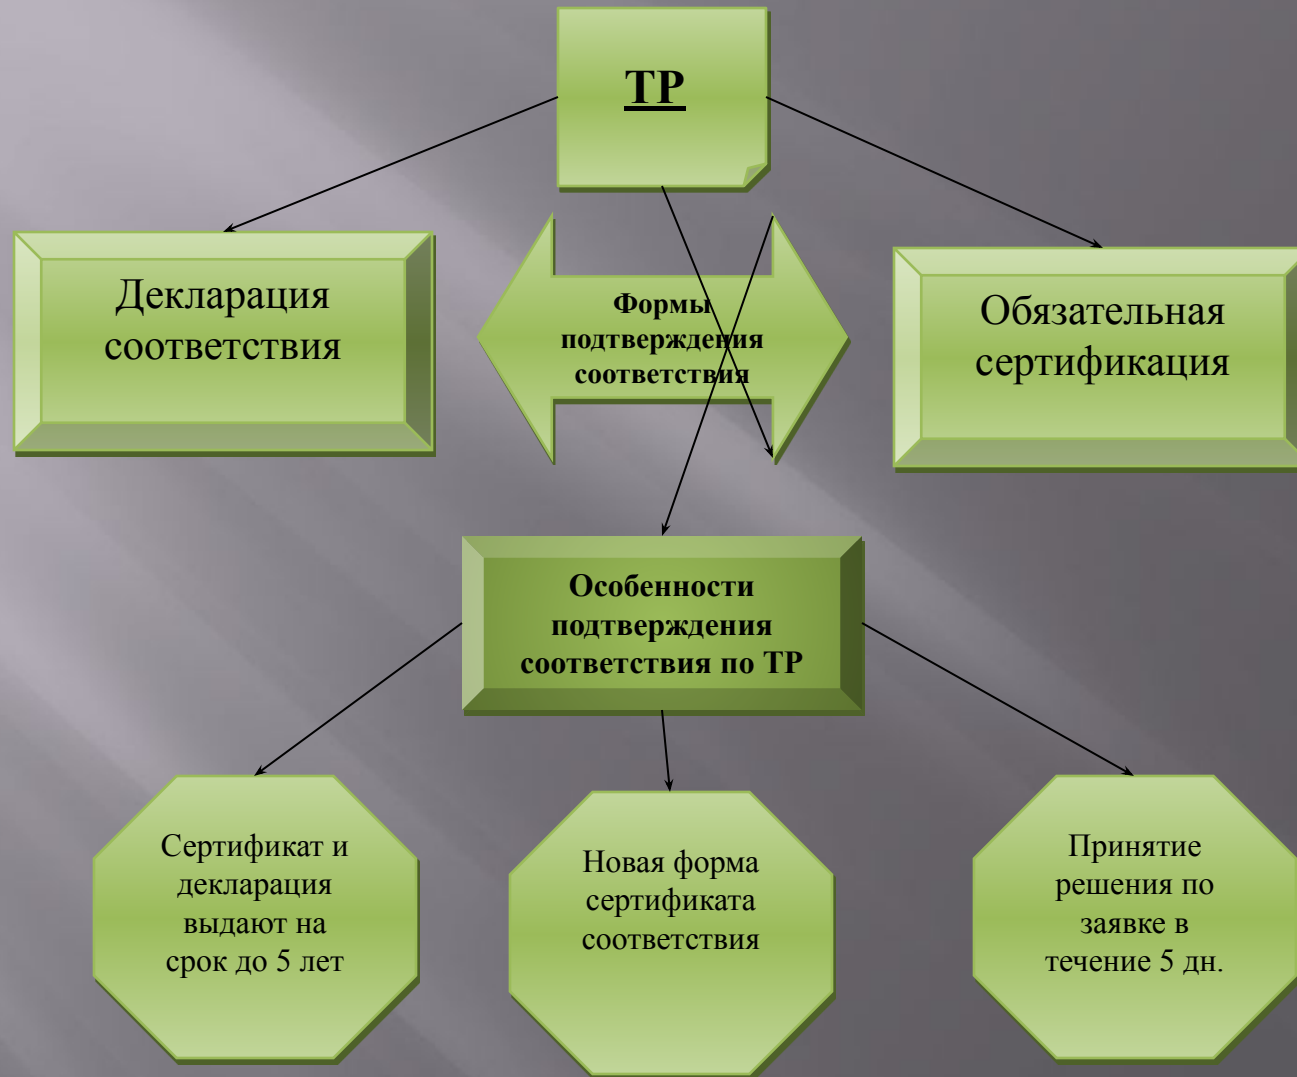 ТР
Декларация
соответствия
Формы
подтверждения
соответствия
Обязательная
сертификация
Особенности
подтверждения
соответствия по ТР
Сертификат и
декларация
выдают на
срок до 5 лет
Новая форма
сертификата
соответствия
Принятие
решения по
заявке в
течение 5 дн.